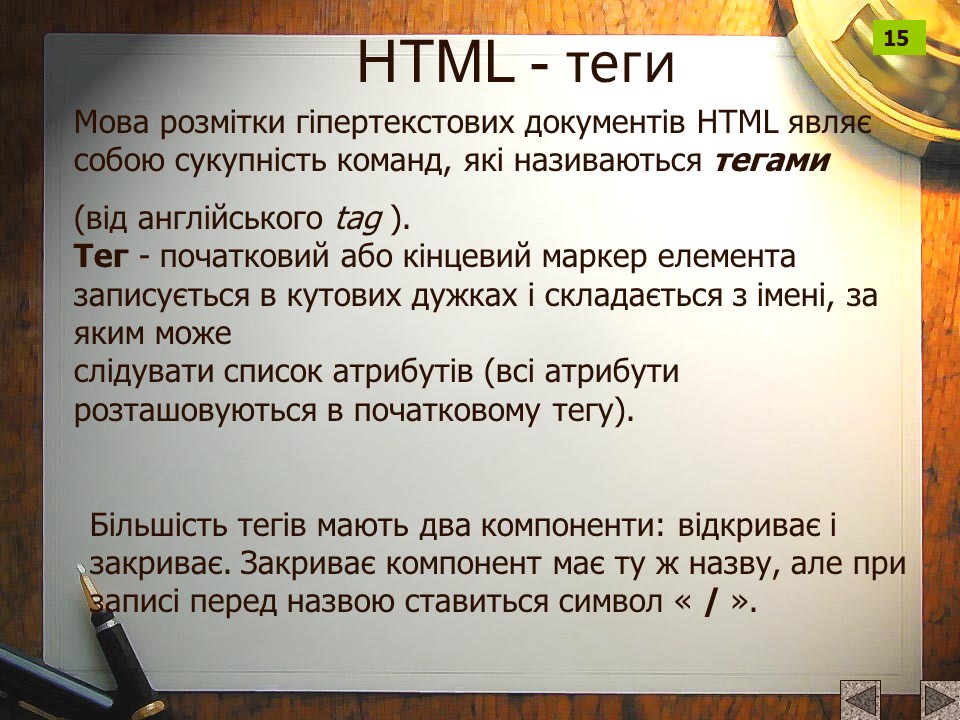 15
HTML - теги
Мова розмітки гіпертекстових документів HTML являє
собою сукупність команд, які називаються тегами
(від англійського tag ).
Тег - початковий або кінцевий маркер елемента
записується в кутових дужках і складається з імені, за
яким може
слідувати список атрибутів (всі атрибути
розташовуються в початковому тегу).
Більшість тегів мають два компоненти: відкриває і
закриває. Закриває компонент має ту ж назву, але при
записі перед назвою ставиться символ « / ».